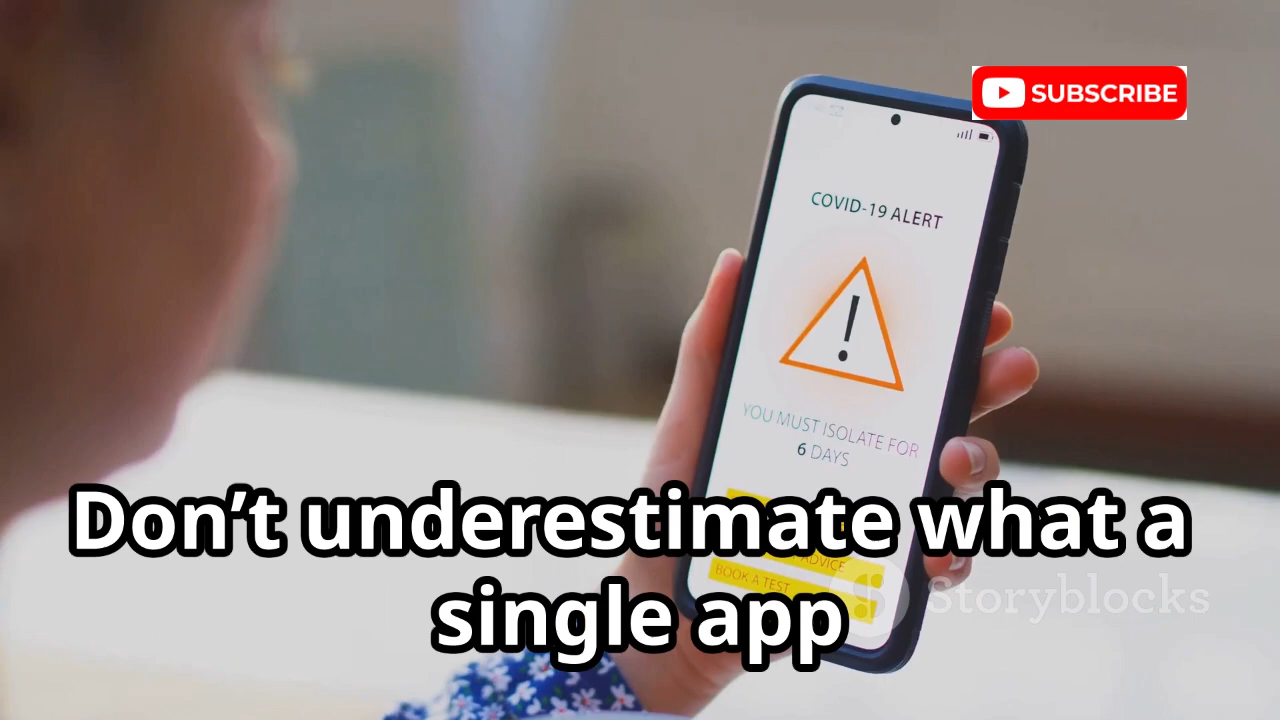 SUBSCRIBE
COVID-19 ALERT
YOU MUST ISOLATE FOR
6 DAYS
Don't underestimate what a
single app
ADVICE
BOOK A TEST
Storyblocks